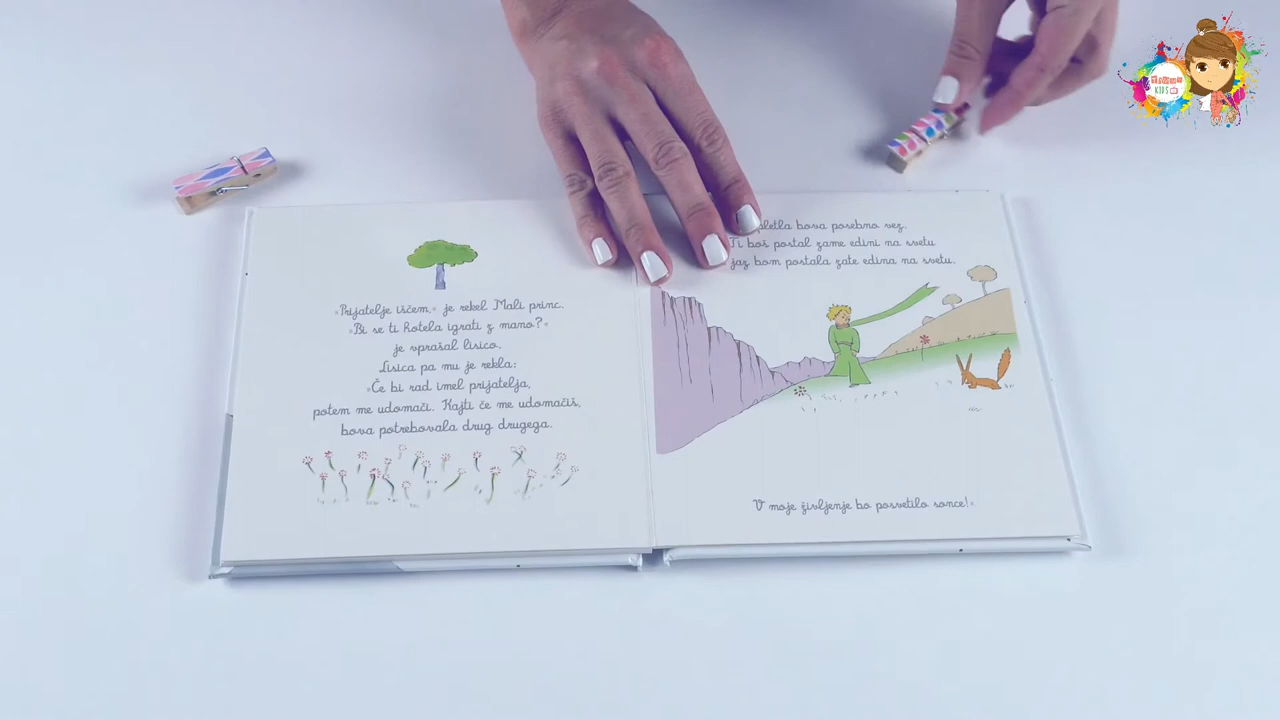 »Prijatelje iščem,« je rekel Mali princ.
»Bi se ti hotela igrati z mano?«
je vprašal lisico.
Lisica pa mu je rekla:
»Če bi rad imel prijatelja,
potem me udomači. Kajti če me udomačiš,
bova potrebovala drug drugega.
bova posebno vez.
Ti boš postal zame edini na svetu
jaz bom postala zate edina na svetu.
V moje življenje bo posvetilo sonce!«
KIDS